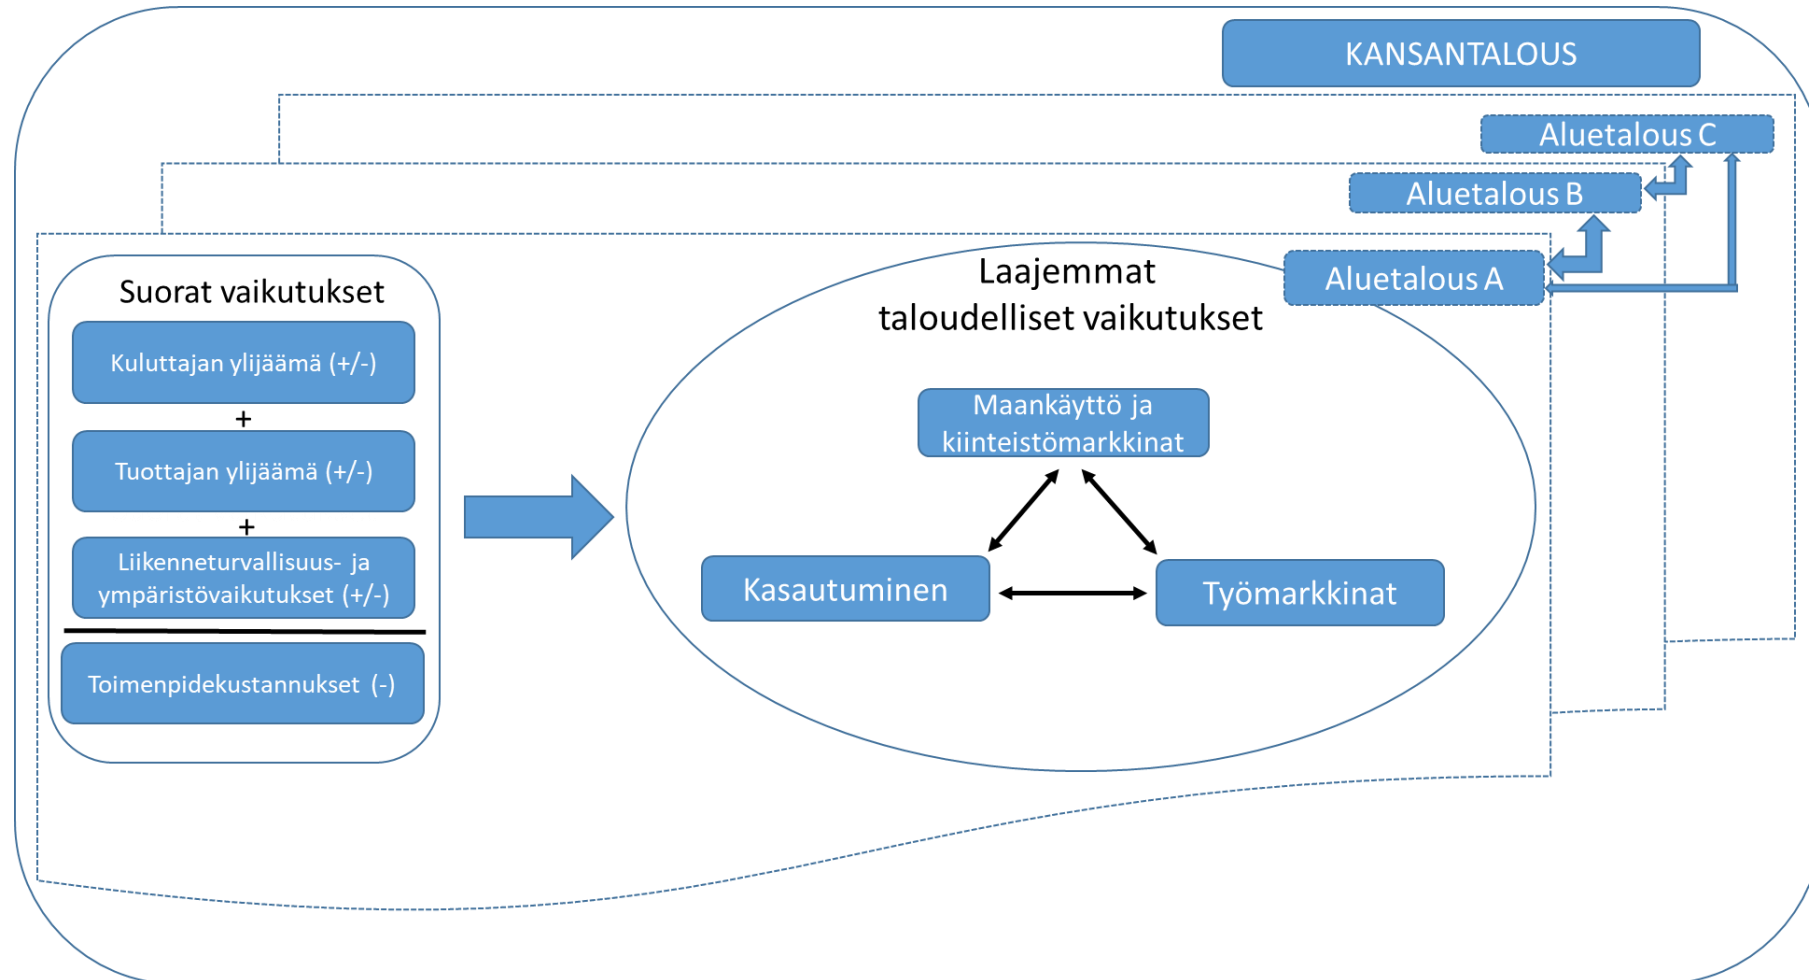 KANSANTALOUS
Aluetalous C
Aluetalous B
Aluetalous A
Suorat vaikutukset
Kuluttajan ylijäämä (+/-)
+
Tuottajan ylijäämä (+/-)
+
Liikenneturvallisuus- ja
ympäristövaikutukset (+/-)
Toimenpidekustannukset (-)
Laajemmat
taloudelliset vaikutukset
Maankäyttö ja
kiinteistömarkkinat
Kasautuminen
Työmarkkinat